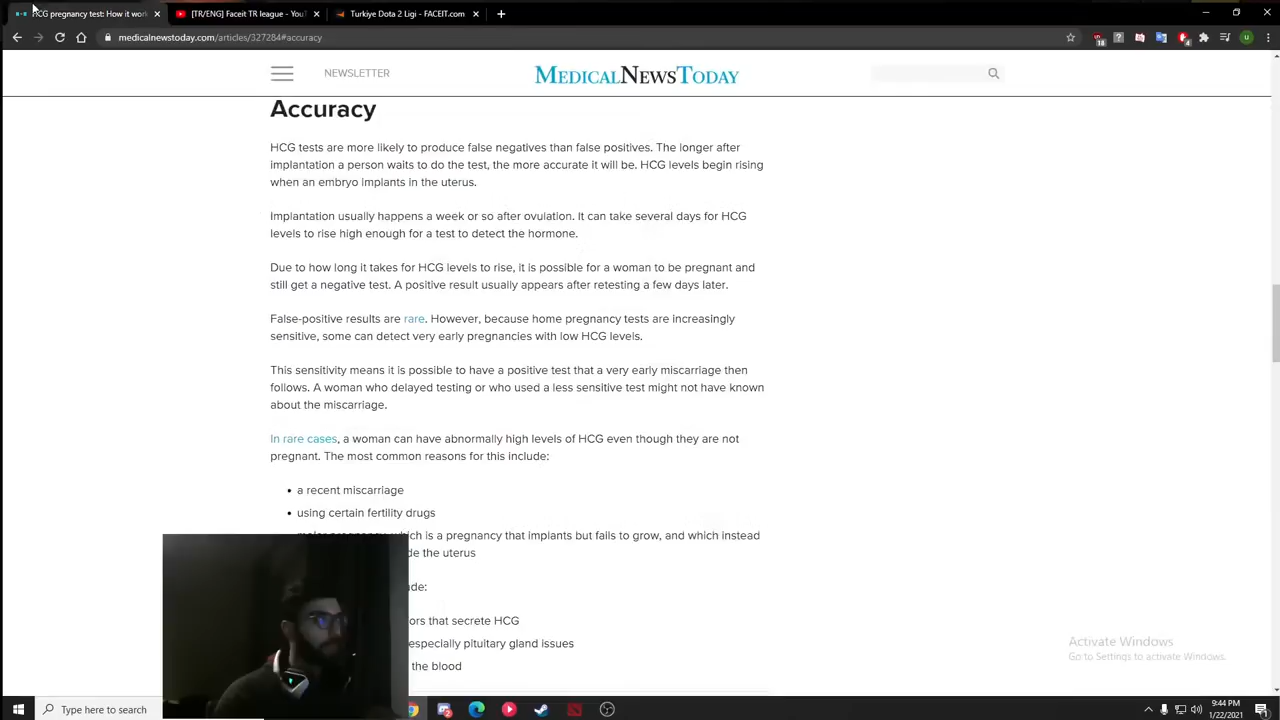 HCG pregnancy test: How it wor
[TR/ENG] Faceit TR league - You
Turkiye Dota 2 Ligi - FACEIT.com
medicalnewstoday.com/articles/327284#accuracy
18
U
NEWSLETTER
MEDICALNEWSTODAY
Accuracy
HCG tests are more likely to produce false negatives than false positives. The longer after
implantation a person waits to do the test, the more accurate it will be. HCG levels begin rising
when an embryo implants in the uterus.
Implantation usually happens a week or so after ovulation. It can take several days for HCG
levels to rise high enough for a test to detect the hormone.
Due to how long it takes for HCG levels to rise, it is possible for a woman to be pregnant and
still get a negative test. A positive result usually appears after retesting a few days later.
False-positive results are rare. However, because home pregnancy tests are increasingly
sensitive, some can detect very early pregnancies with low HCG levels.
This sensitivity means it is possible to have a positive test that a very early miscarriage then
follows. A woman who delayed testing or who used a less sensitive test might not have known
about the miscarriage.
In rare cases, a woman can have abnormally high levels of HCG even though they are not
pregnant. The most common reasons for this include:
• a recent miscarriage
• using certain fertility drugs
pregnancy, which is a pregnancy that implants but fails to grow, and which instead
the uterus
ors that secrete HCG
especially pituitary gland issues
the blood
Activate Windows
Go to Settings to activate Windows.
Type here to search
9:44 PM
1/22/2021